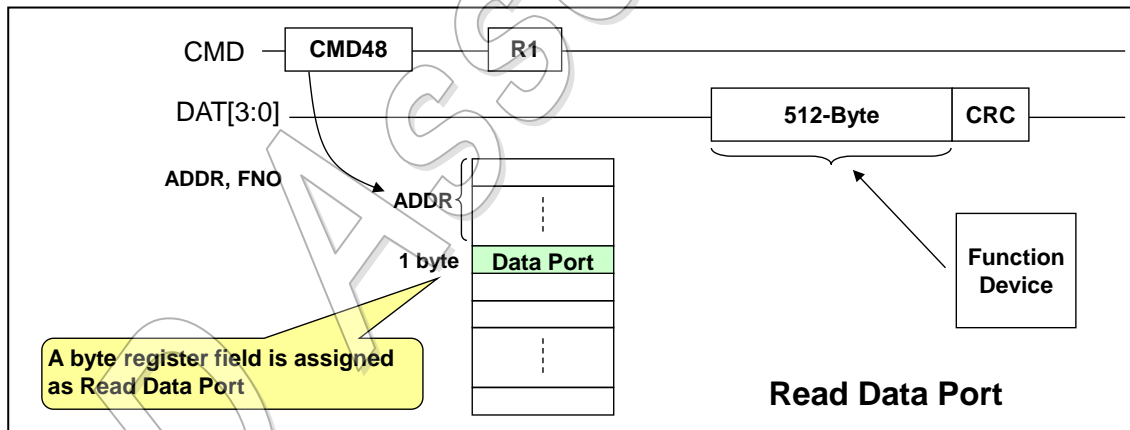 CMD
CMD48
R1
DAT[3:0]
512-Byte
CRC
ADDR, FNO
ADDR
1 byte
Data Port
Function
Device
A byte register field is assigned
as Read Data Port
Read Data Port